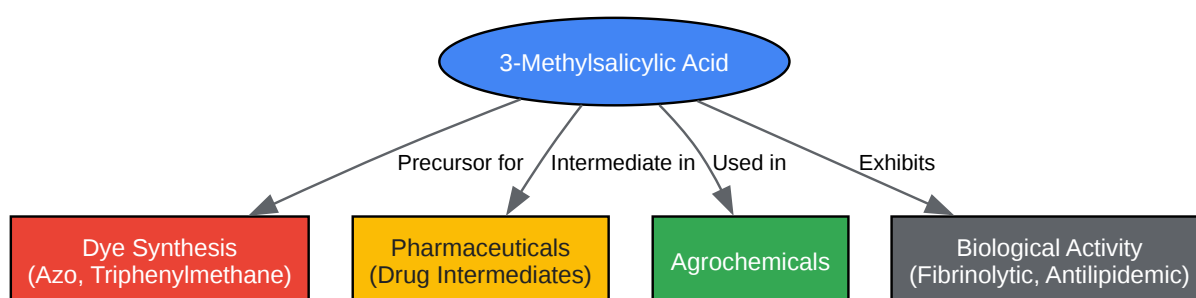 3-Methylsalicylic Acid
Precursor for
Intermediate in
Used in
Exhibits
Dye Synthesis
(Azo, Triphenylmethane)
Pharmaceuticals
(Drug Intermediates)
Agrochemicals
Biological Activity
(Fibrinolytic, Antilipidemic)